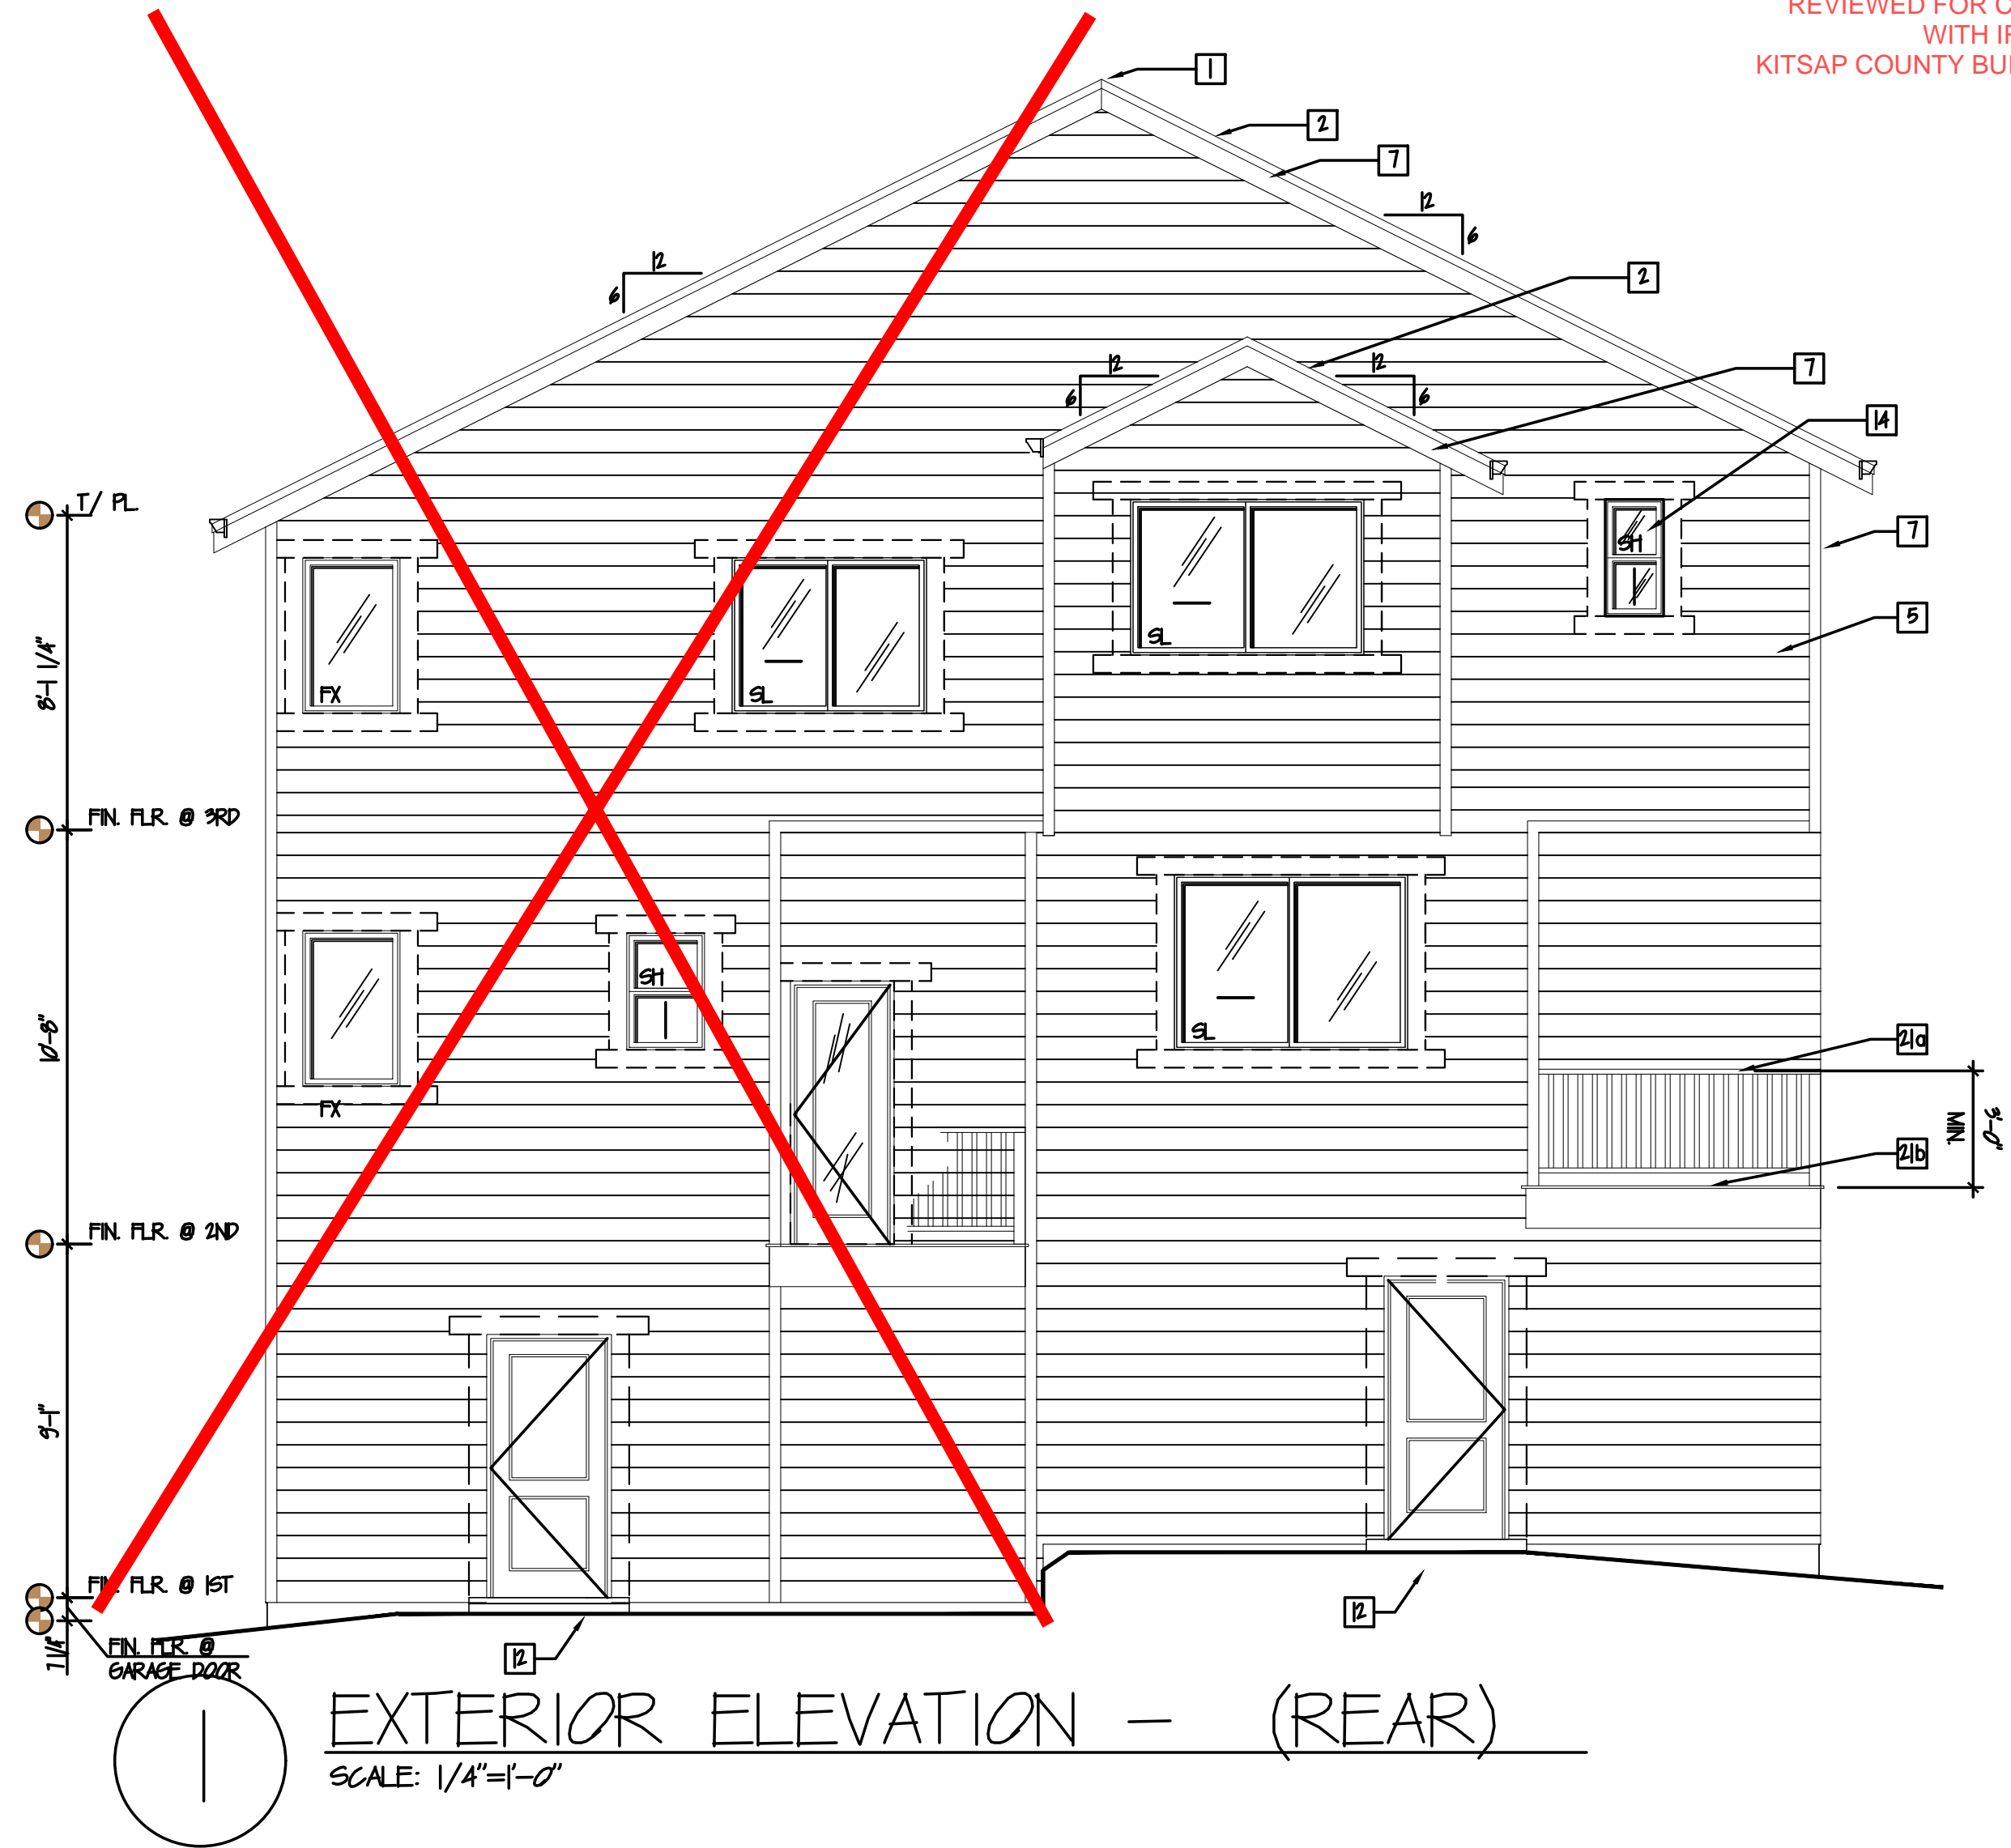 REVIEWED FOR C
WITH IF
KITSAP COUNTY BUI
1
2
7
12
6
12
6
2
12
6
12
6
7
14
T/ PL.
SH
7
8'-1 1/4"
5
FX
SL
SL
FIN. FLR. @ 3RD
SH
10'-8"
SL
21a
FX
3'-0"
MIN.
21b
FIN. FLR. @ 2ND
9'-1"
FIN. FLR. @ 1ST
12
12
7 1/4"
FIN. FLR. @
GARAGE DOOR
1
EXTERIOR ELEVATION - (REAR)
SCALE: 1/4"=1'-0"